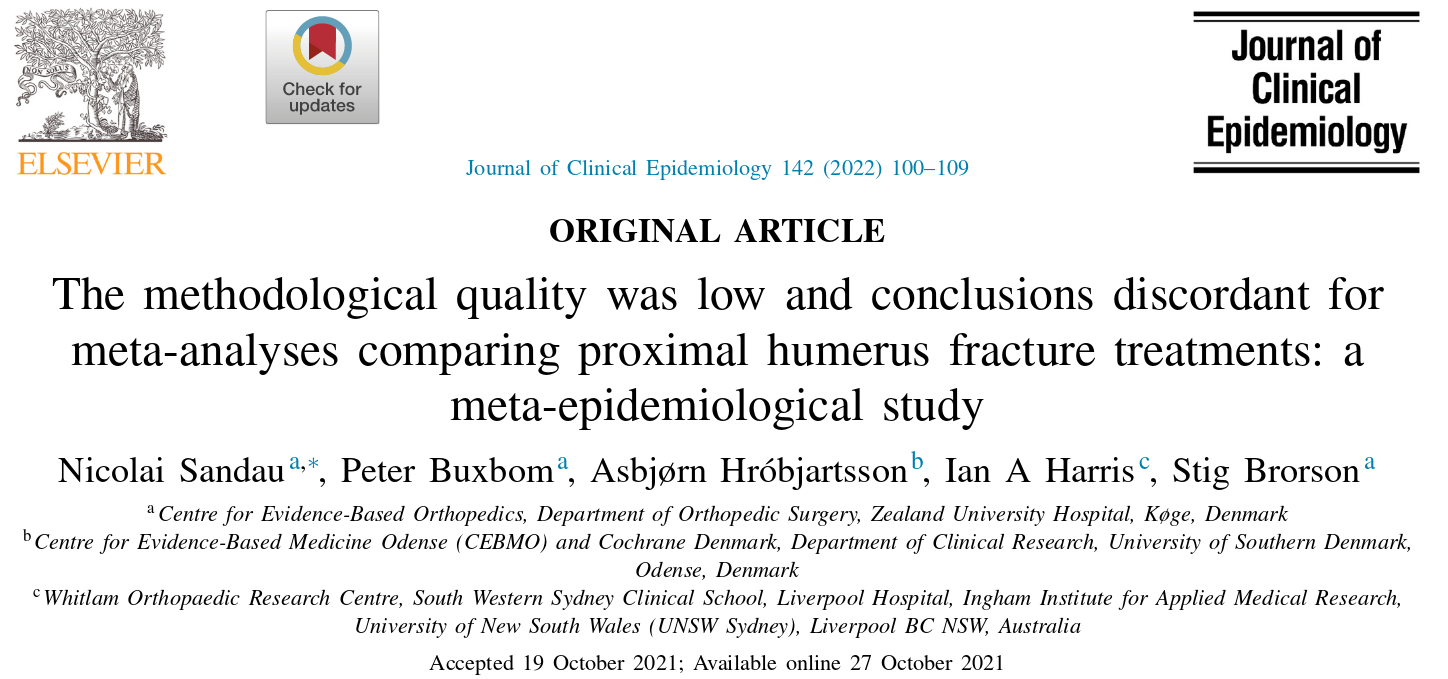 NON SOLUS
ELSEVIER
Check for
updates
Journal of
Clinical
Epidemiology
Journal of Clinical Epidemiology 142 (2022) 100–109
ORIGINAL ARTICLE
The methodological quality was low and conclusions discordant for
meta-analyses comparing proximal humerus fracture treatments: a
meta-epidemiological study
Nicolai Sandau a,*, Peter Buxbom a, Asbjørn Hróbjartsson b, Ian A Harris c, Stig Brorson a
a Centre for Evidence-Based Orthopedics, Department of Orthopedic Surgery, Zealand University Hospital, Køge, Denmark
b Centre for Evidence-Based Medicine Odense (CEBMO) and Cochrane Denmark, Department of Clinical Research, University of Southern Denmark,
Odense, Denmark
c Whitlam Orthopaedic Research Centre, South Western Sydney Clinical School, Liverpool Hospital, Ingham Institute for Applied Medical Research,
University of New South Wales (UNSW Sydney), Liverpool BC NSW, Australia
Accepted 19 October 2021; Available online 27 October 2021